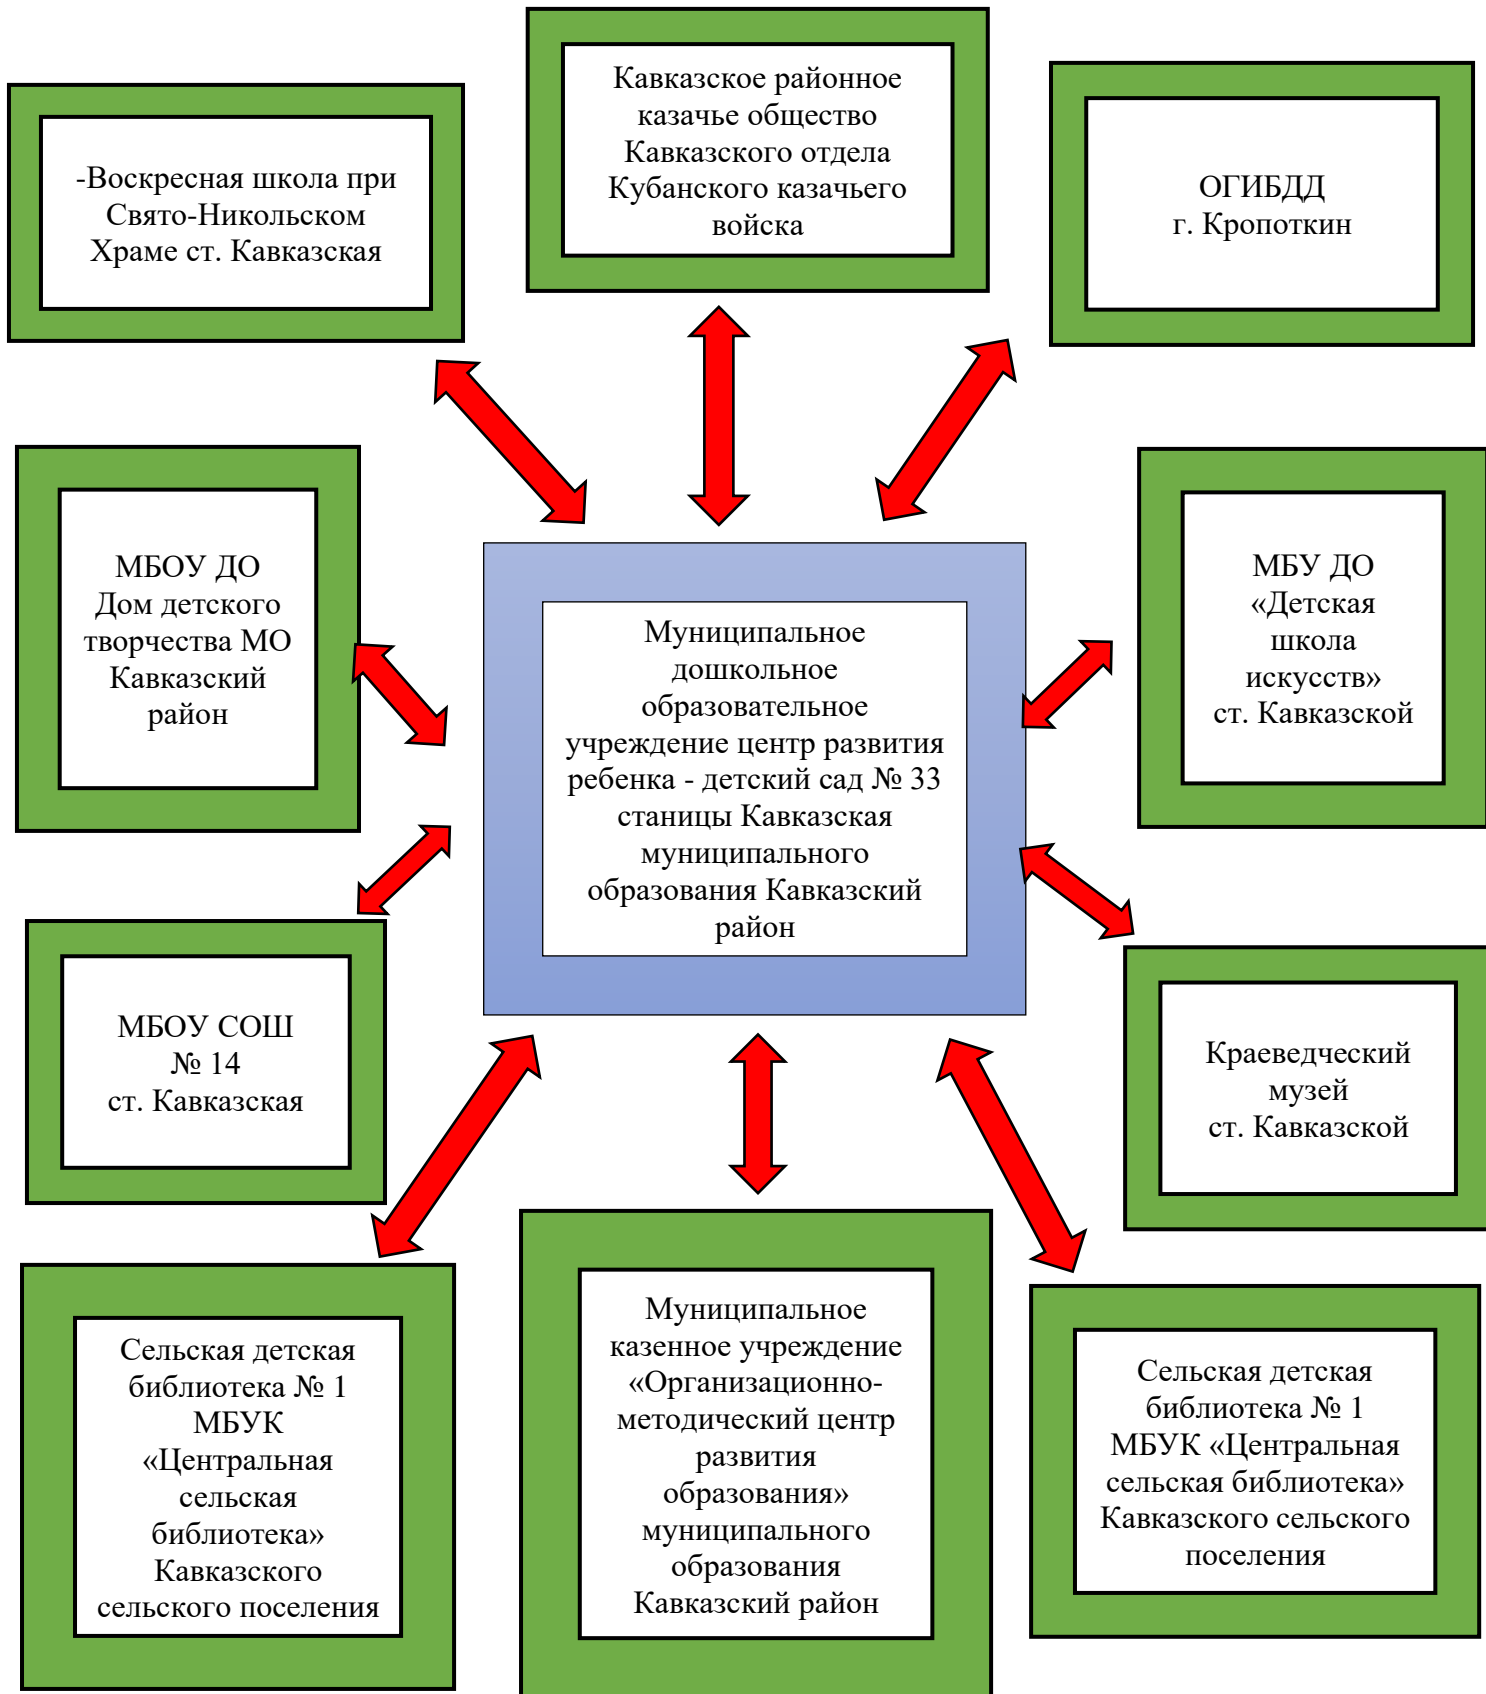 Кавказское районное
казачье общество
Кавказского отдела
Кубанского казачьего
войска
-Воскресная школа при
Свято-Никольском
Храме ст. Кавказская
ОГИБДД
г. Кропоткин
МБОУ ДО
Дом детского
творчества МО
Кавказский
район
Муниципальное
дошкольное
образовательное
учреждение центр развития
ребенка - детский сад № 33
станицы Кавказская
муниципального
образования Кавказский
район
МБУ ДО
«Детская
школа
искусств»
ст. Кавказской
МБОУ СОШ
№ 14
ст. Кавказская
Краеведческий
музей
ст. Кавказской
Сельская детская
библиотека № 1
МБУК
«Центральная
сельская
библиотека»
Кавказского
сельского поселения
Муниципальное
казенное учреждение
«Организационно-
методический центр
развития
образования»
муниципального
образования
Кавказский район
Сельская детская
библиотека № 1
МБУК «Центральная
сельская библиотека»
Кавказского сельского
поселения